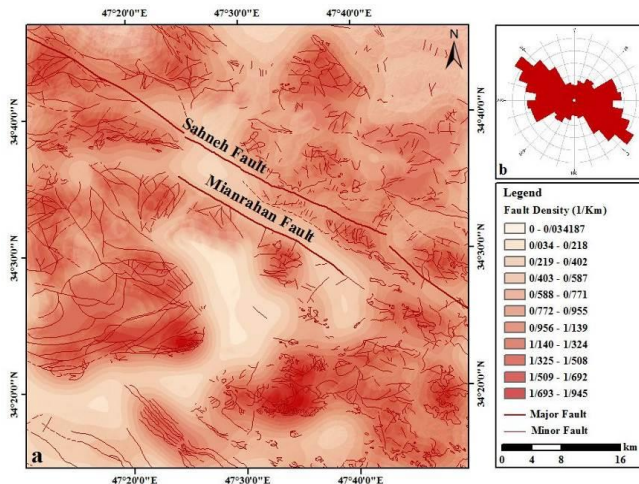 47°20'0"E
47°30'0"E
47°40'0"E
N
34°40'0"N
34°40'0"N
Sahneh Fault
Mianrahan Fault
34°30'0"N
34°30'0"N
34°20'0"N
34°20'0"N
a
47°20'0"E
47°30'0"E
47°40'0"E
b
Legend
Fault Density (1/Km)
0 - 0/034187
0/034 - 0/218
0/219 - 0/402
0/403 - 0/587
0/588 - 0/771
0/772 - 0/955
0/956 - 1/139
1/140 - 1/324
1/325 - 1/508
1/509 - 1/692
1/693 - 1/945
Major Fault
Minor Fault
km
0 4 8 16